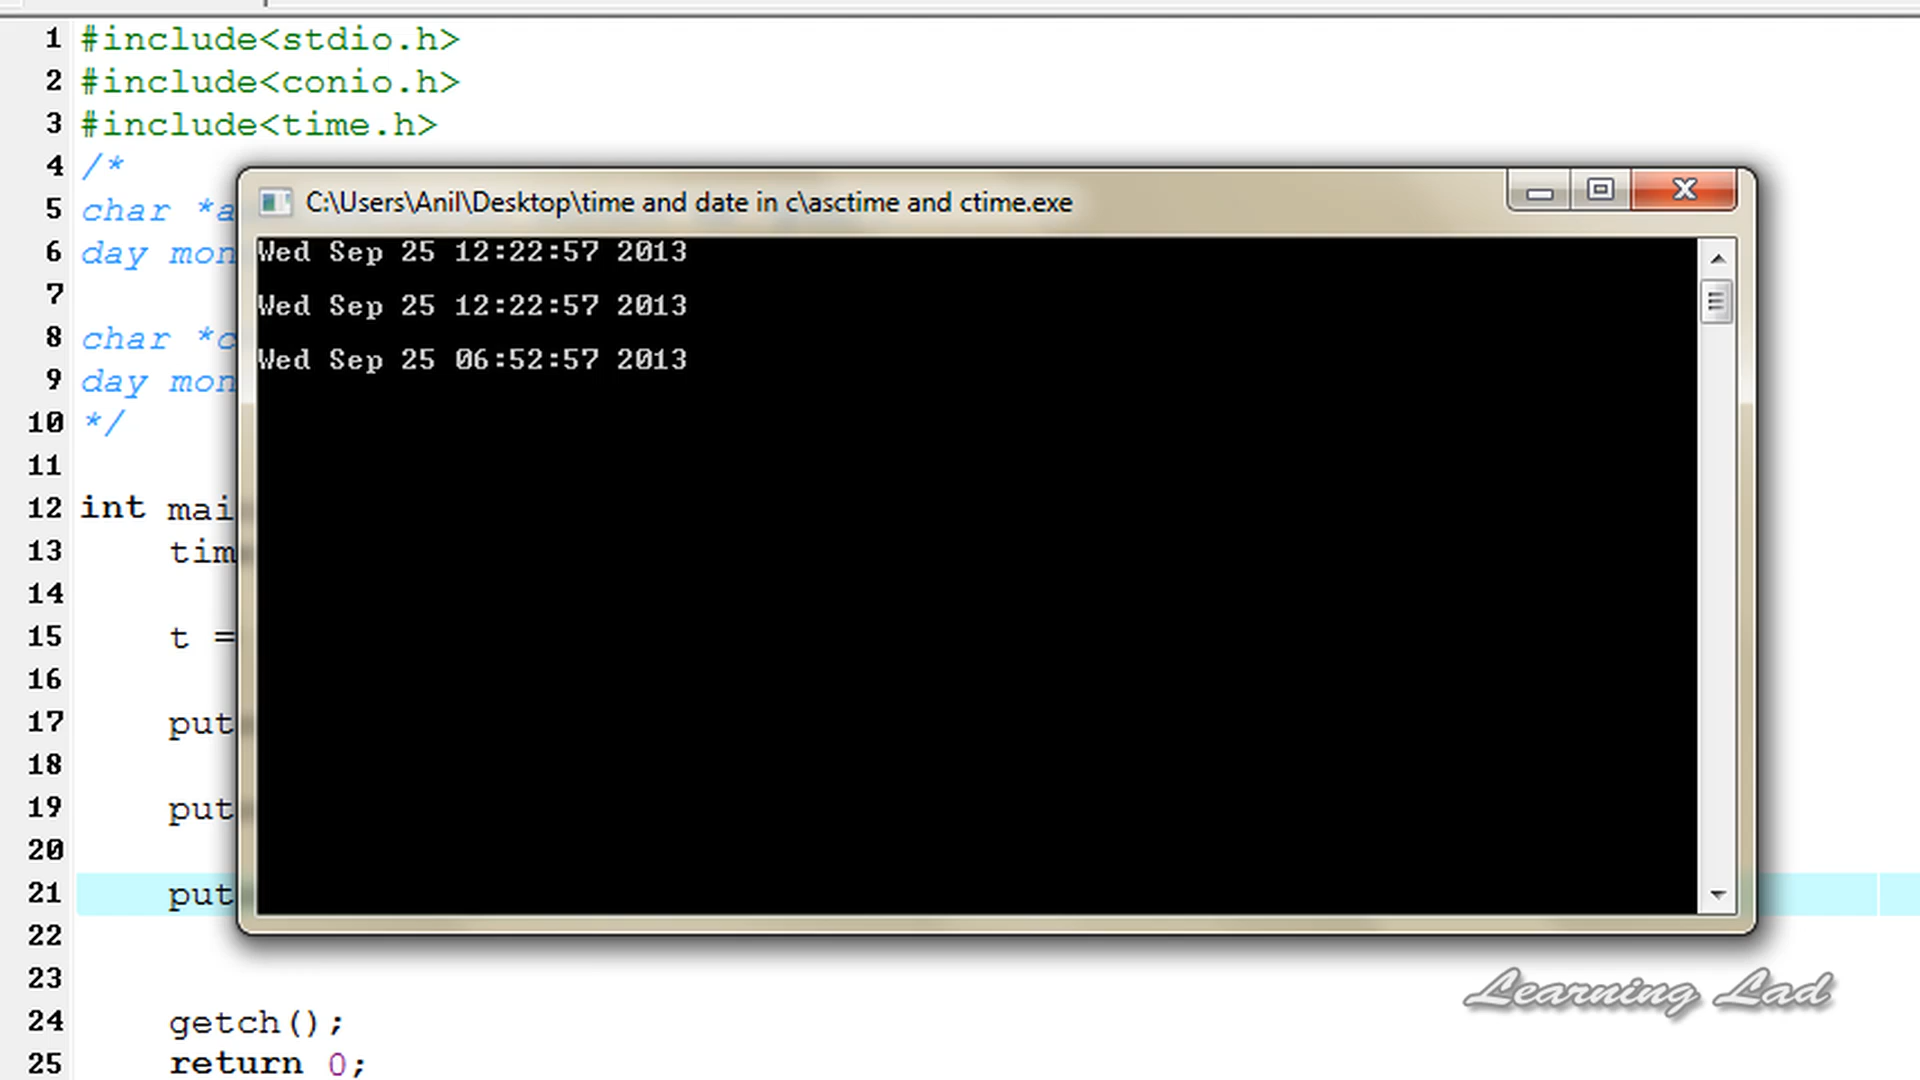 1 #include<stdio.h>
2 #include<conio.h>
3 #include<time.h>
4 /*
C:\Users\Anil\Desktop\time and date in c\asctime and ctime.exe
5 char *a
6 day mon
Wed Sep 25 12:22:57 2013
7
Wed Sep 25 12:22:57 2013
8 char *c
Wed Sep 25 06:52:57 2013
9 day mon
10 */
11
12 int mai
13 tim
14
15 t =
16
17 put
18
19 put
20
21 put
22
23
Learning Lad
24 getch();
25 return 0;